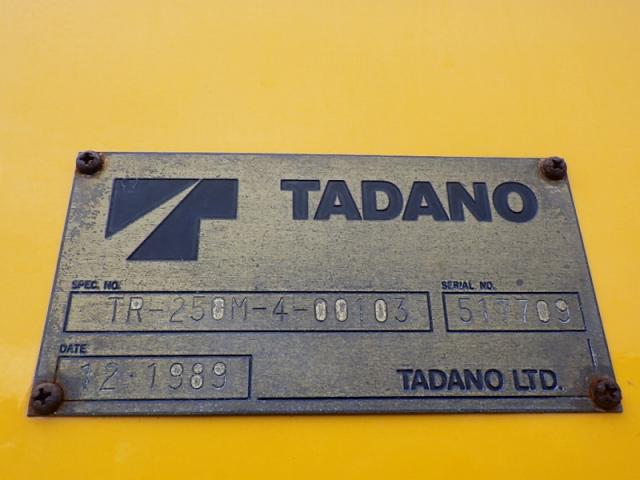 TADANO
SPEC. NO. SERIAL NO.
TR-250M-4-00103 517709
DATE
12-1989
TADANO LTD.